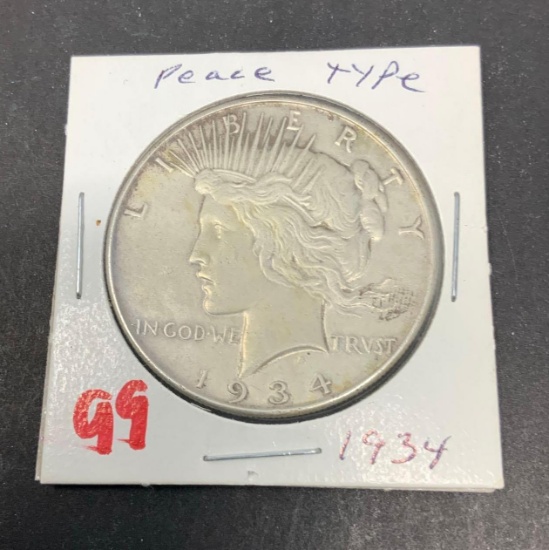 Peace TYPe
LIBERTY
IN GOD WE TRVST
1934
99
1934